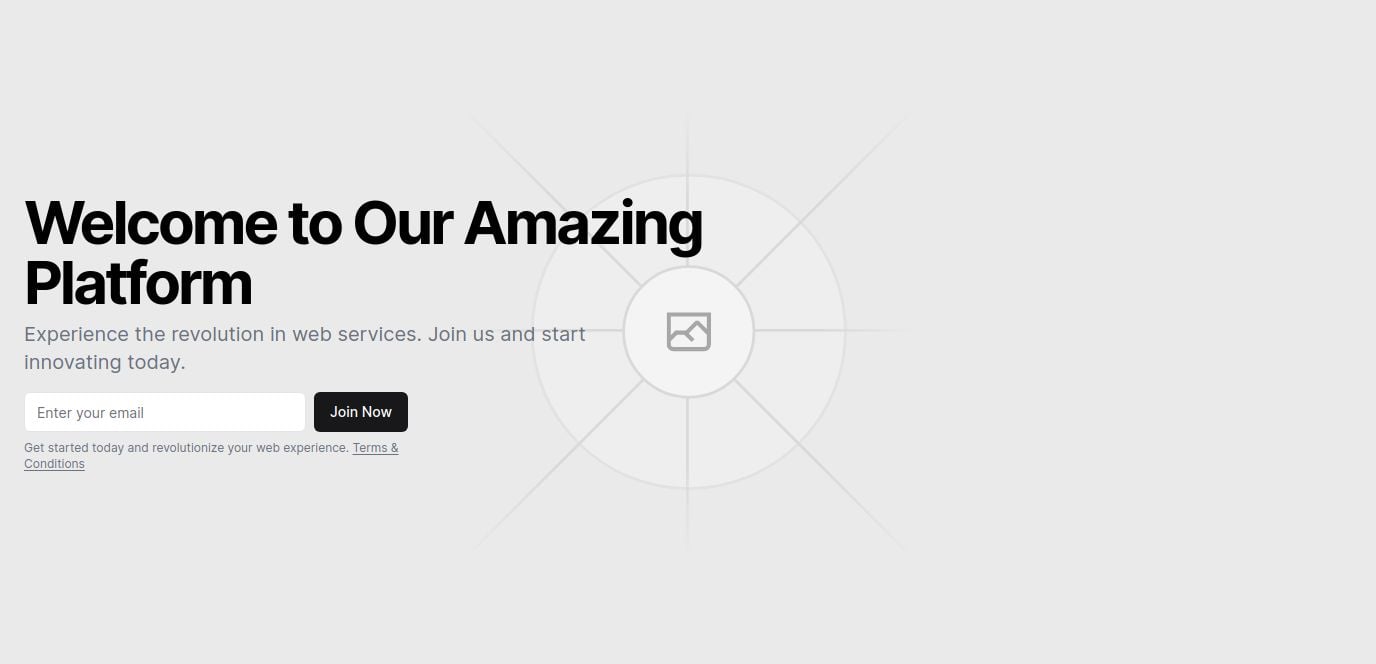 Welcome to Our Amazing
Platform
Experience the revolution in web services. Join us and start
innovating today.
Enter your email
Join Now
Get started today and revolutionize your web experience. Terms &
Conditions